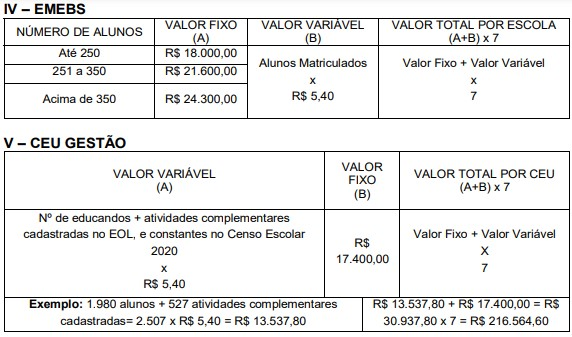 IV – EMEBS
NÚMERO DE ALUNOS
VALOR FIXO
(A)
VALOR VARIÁVEL
(B)
VALOR TOTAL POR ESCOLA
(A+B) x 7
Até 250
R$ 18.000,00
251 a 350
R$ 21.600,00
Acima de 350
R$ 24.300,00
Alunos Matriculados
x
R$ 5,40
Valor Fixo + Valor Variável
x
7
V – CEU GESTÃO
VALOR VARIÁVEL
(A)
VALOR
FIXO
(B)
VALOR TOTAL POR CEU
(A+B) x 7
Nº de educandos + atividades complementares
cadastradas no EOL, e constantes no Censo Escolar
2020
x
R$ 5,40
R$
17.400,00
Valor Fixo + Valor Variável
X
7
Exemplo: 1.980 alunos + 527 atividades complementares
cadastradas= 2.507 x R$ 5,40 = R$ 13.537,80
R$ 13.537,80 + R$ 17.400,00 = R$
30.937,80 x 7 = R$ 216.564,60